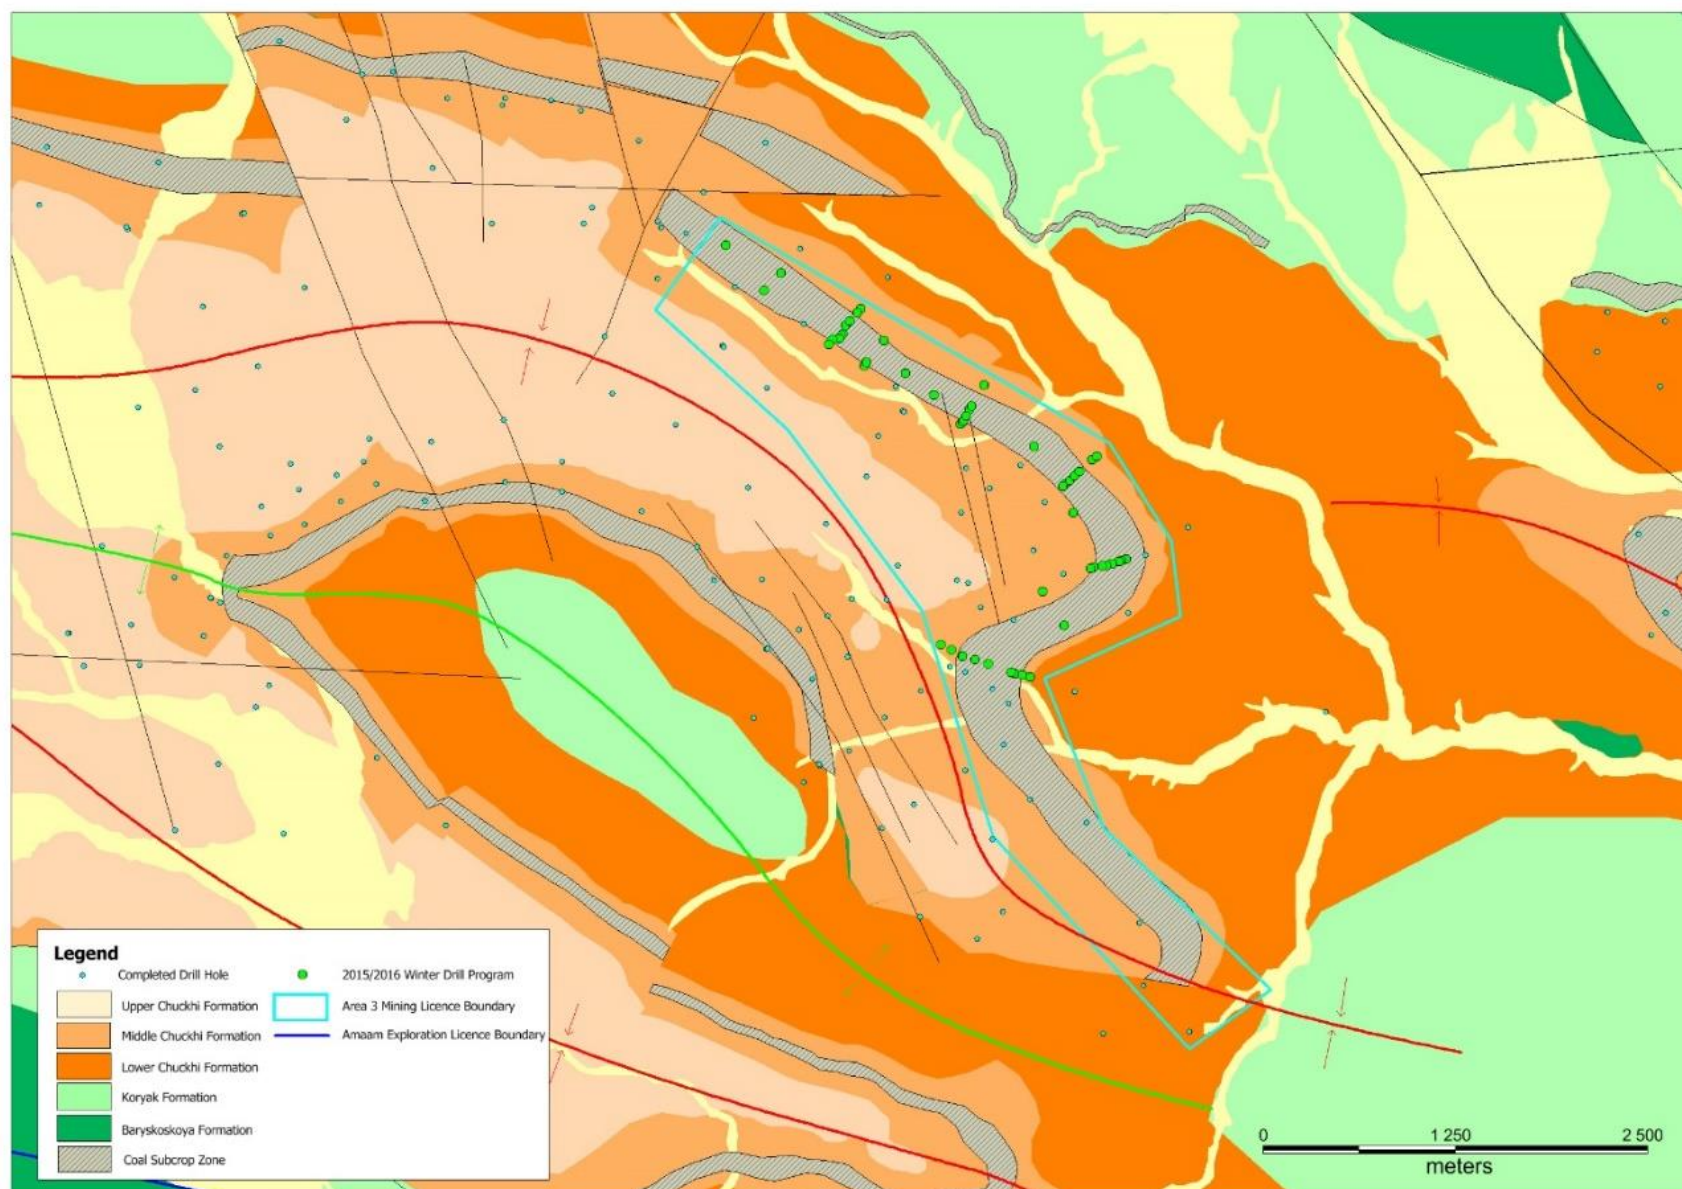 Legend
Completed Drill Hole
2015/2016 Winter Drill Program
Upper Chuckhi Formation
Area 3 Mining Licence Boundary
Middle Chuckhi Formation
Amaam Exploration Licence Boundary
Lower Chuckhi Formation
Koryak Formation
Baryskoskoya Formation
Coal Subcrop Zone
0 1 250 2 500
meters